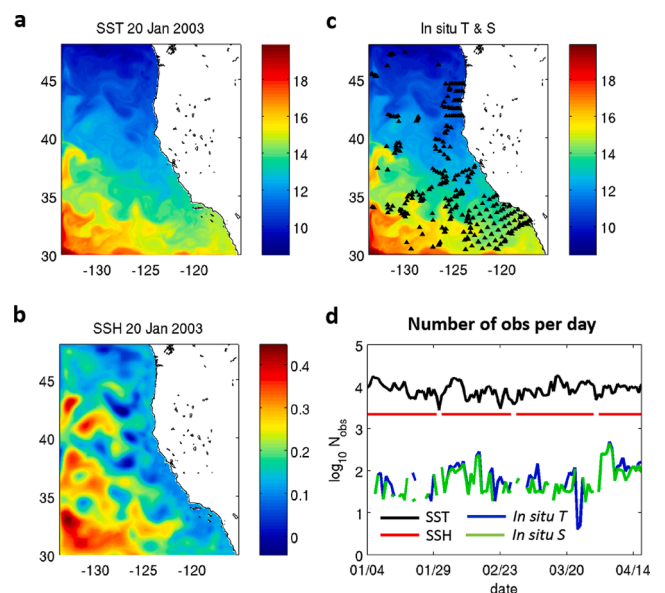 a
SST 20 Jan 2003
45
40
35
30
-130 -125 -120
18
16
14
12
10
c
In situ T & S
45
40
35
30
-130 -125 -120
18
16
14
12
10
b
SSH 20 Jan 2003
45
40
35
30
-130 -125 -120
0.4
0.3
0.2
0.1
0
d
Number of obs per day
5
4
3
2
1
0
log10 Nobs
SST
In situ T
SSH
In situ S
01/04 01/29 02/23 03/20 04/14
date